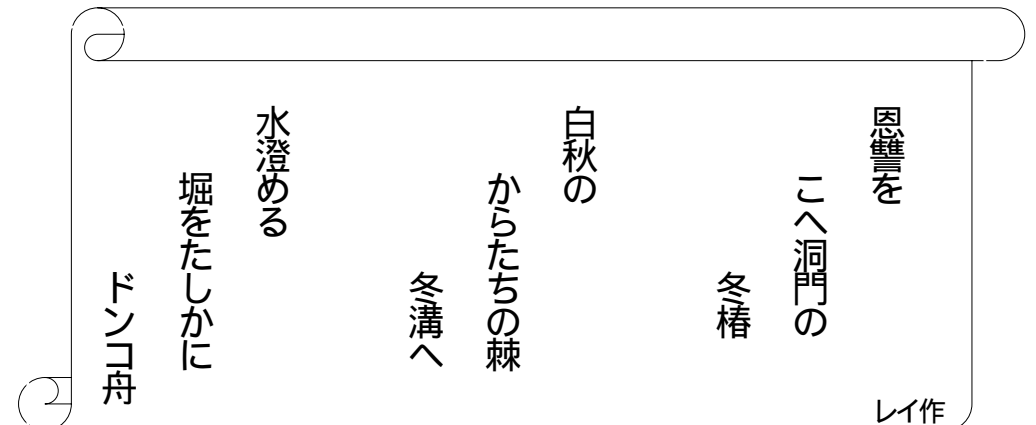 恩讐を
こへ洞門の
冬椿
白秋の
からたちの棘
冬溝へ
水澄める
堀をたしかに
ドンコ舟
レイ作